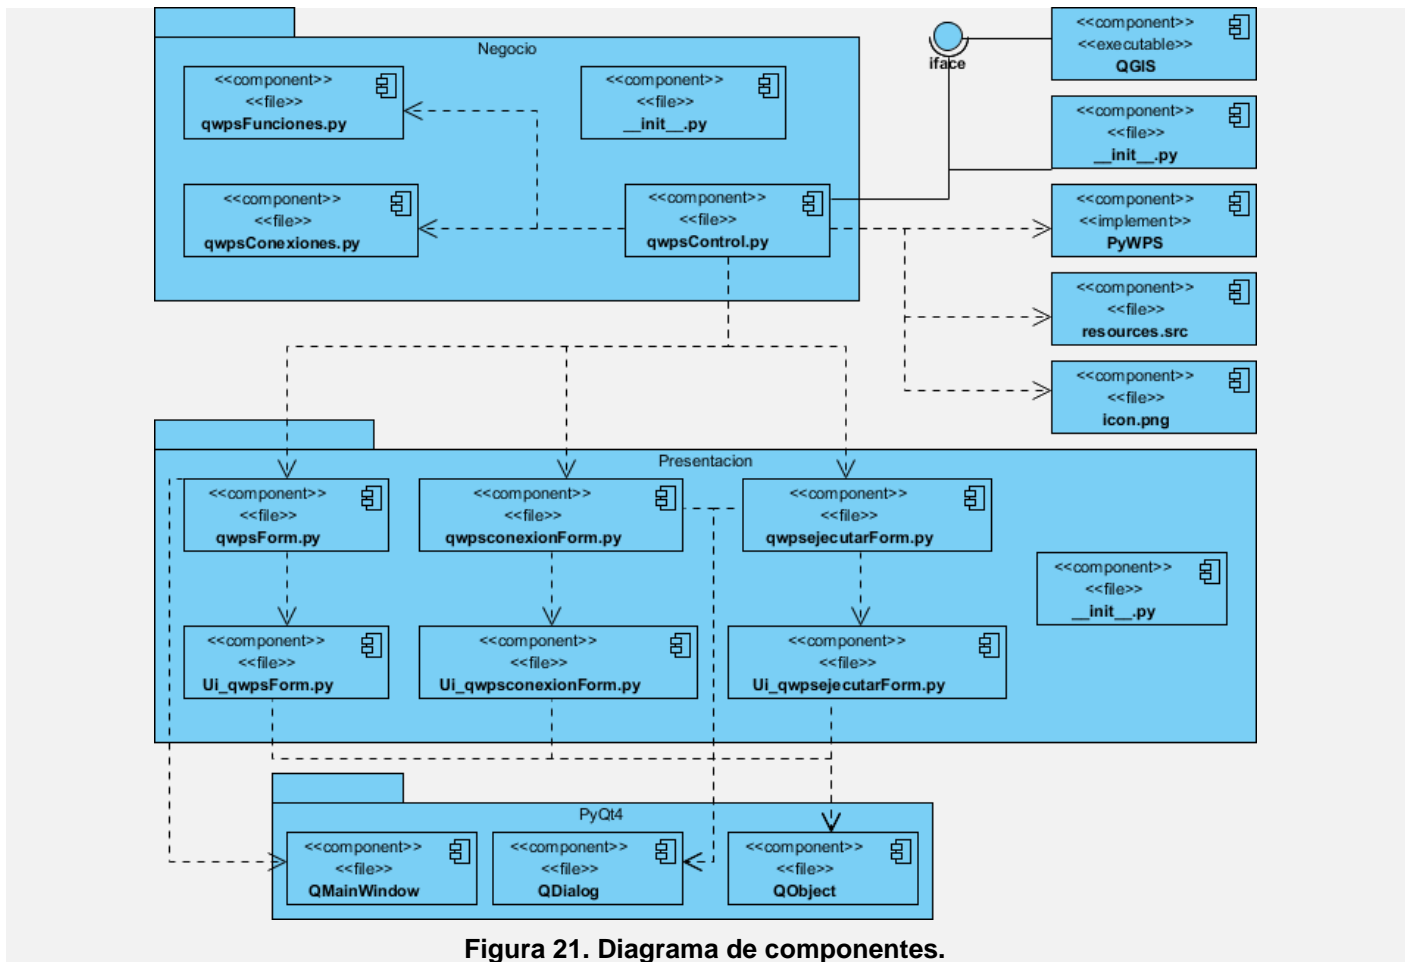 Negocio
<<component>>
<<file>>
qwpsFunciones.py
<<component>>
<<file>>
__init__.py
<<component>>
<<file>>
qwpsConexiones.py
<<component>>
<<file>>
qwpsControl.py
iface
<<component>>
<<executable>>
QGIS
<<component>>
<<file>>
__init__.py
<<component>>
<<implement>>
PyWPS
<<component>>
<<file>>
resources.src
<<component>>
<<file>>
icon.png
Presentacion
<<component>>
<<file>>
qwpsForm.py
<<component>>
<<file>>
qwpsconexionForm.py
<<component>>
<<file>>
qwpsejecutarForm.py
<<component>>
<<file>>
__init__.py
<<component>>
<<file>>
Ui_qwpsForm.py
<<component>>
<<file>>
Ui_qwpsconexionForm.py
<<component>>
<<file>>
Ui_qwpsejecutarForm.py
PyQt4
<<component>>
<<file>>
QMainWindow
<<component>>
<<file>>
QDialog
<<component>>
<<file>>
QObject
Figura 21. Diagrama de componentes.